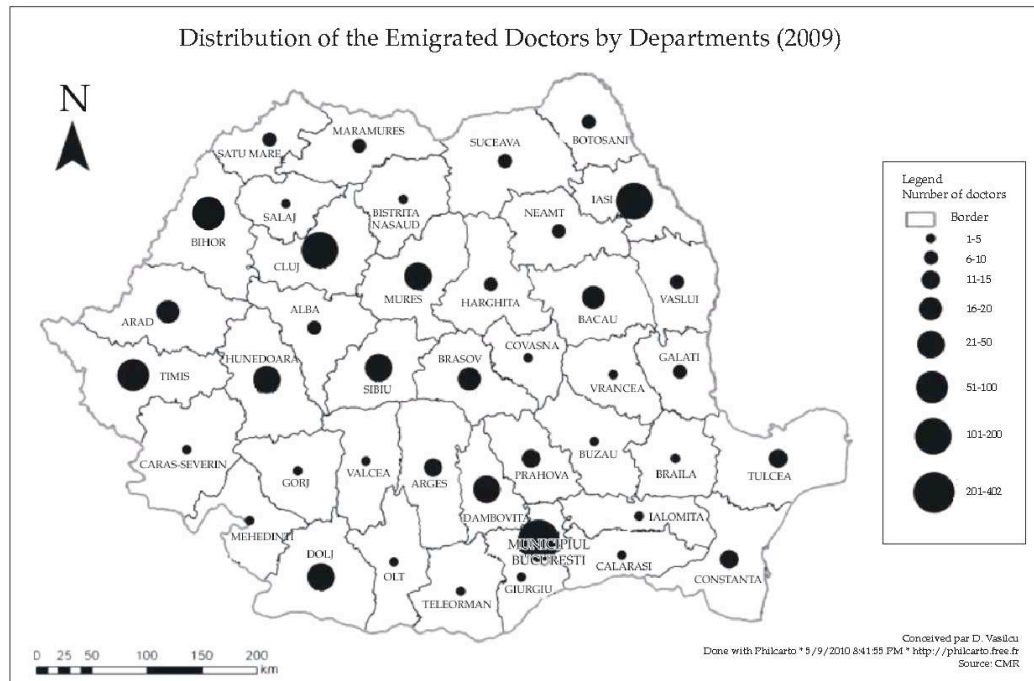 Distribution of the Emigrated Doctors by Departments (2009)
N
MARAMURES
SATU MARE
SUCEAVA
BOTOSANI
SALAJ
BISTRITA
NASAUD
NEAMT
IASI
BIHOR
CLUJ
MURES
HARGHITA
BACAU
VASLUI
ARAD
ALBA
HUNEDOARA
TIMIS
SIBIU
BRASOV
COVASNA
VRANCEA
GALATI
CARAS-SEVERIN
GORJ
VALCEA
ARGES
PRAHOVA
BUZAU
BRAILA
TULCEA
DAMBOVITA
MEHEDINTI
DOLJ
OLT
TELEORMAN
MUNICIPIUL
BUCURESTI
GIURGIU
IALOMITA
CALARASI
CONSTANTA
Legend
Number of doctors
Border
1-5
6-10
11-15
16-20
21-50
51-100
101-200
201-402
0 25 50 100 150 200
km
Conceived par D. Vasilcu
Done with Philcarto * 5/9/2010 8:41:55 PM * http://philcarto.free.fr
Source: CMR